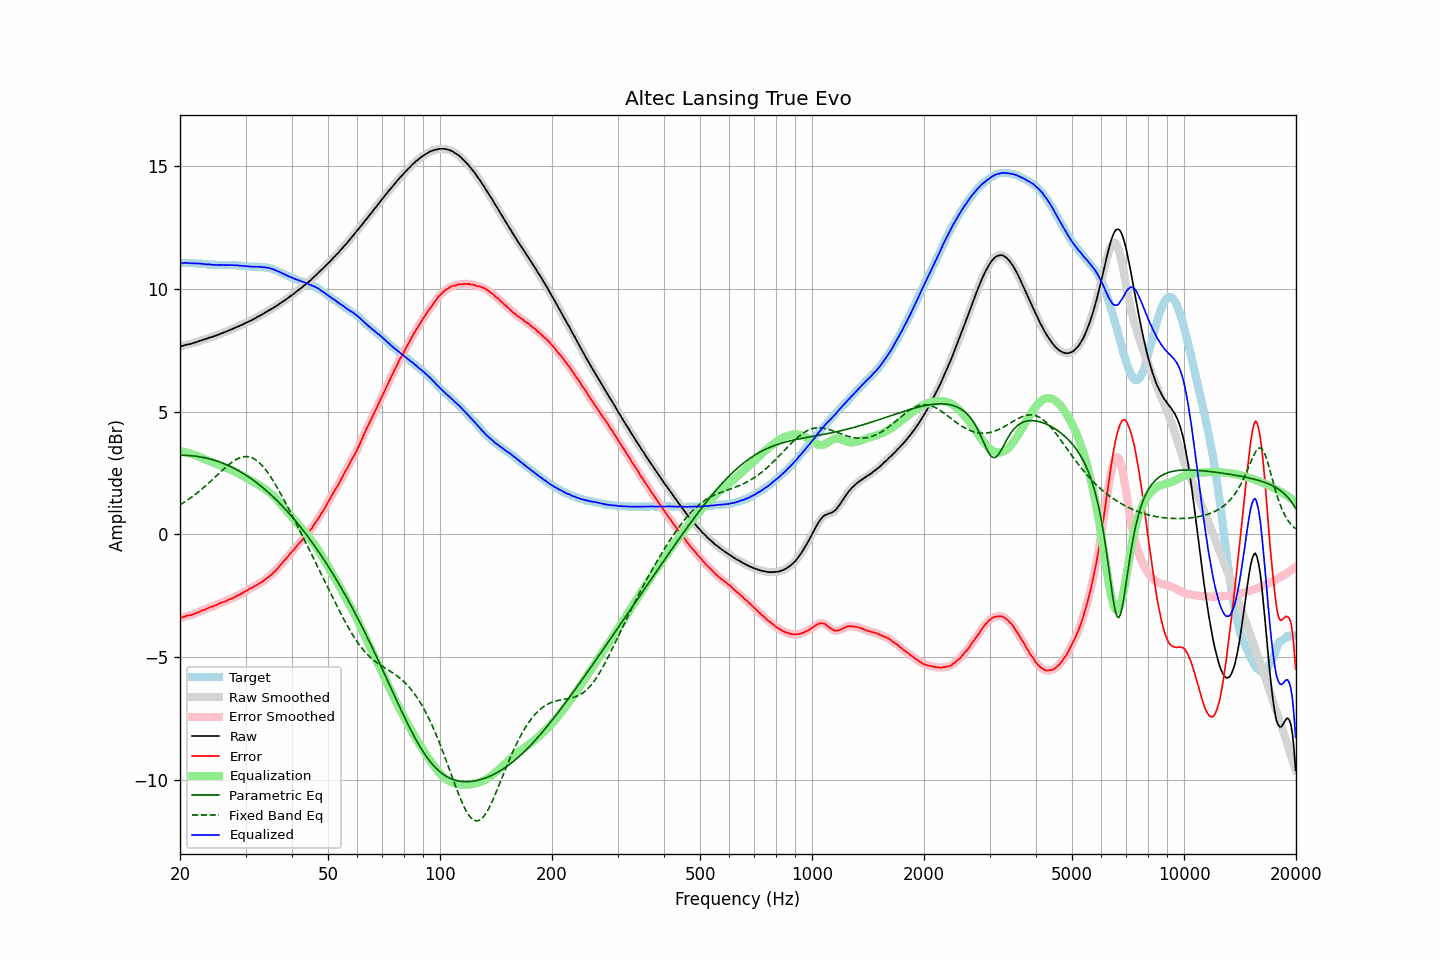 Altec Lansing True Evo
Amplitude (dBr)
15
10
5
0
−5
−10
Target
Raw Smoothed
Error Smoothed
Raw
Error
Equalization
Parametric Eq
Fixed Band Eq
Equalized
20 50 100 200 500 1000 2000 5000 10000 20000
Frequency (Hz)